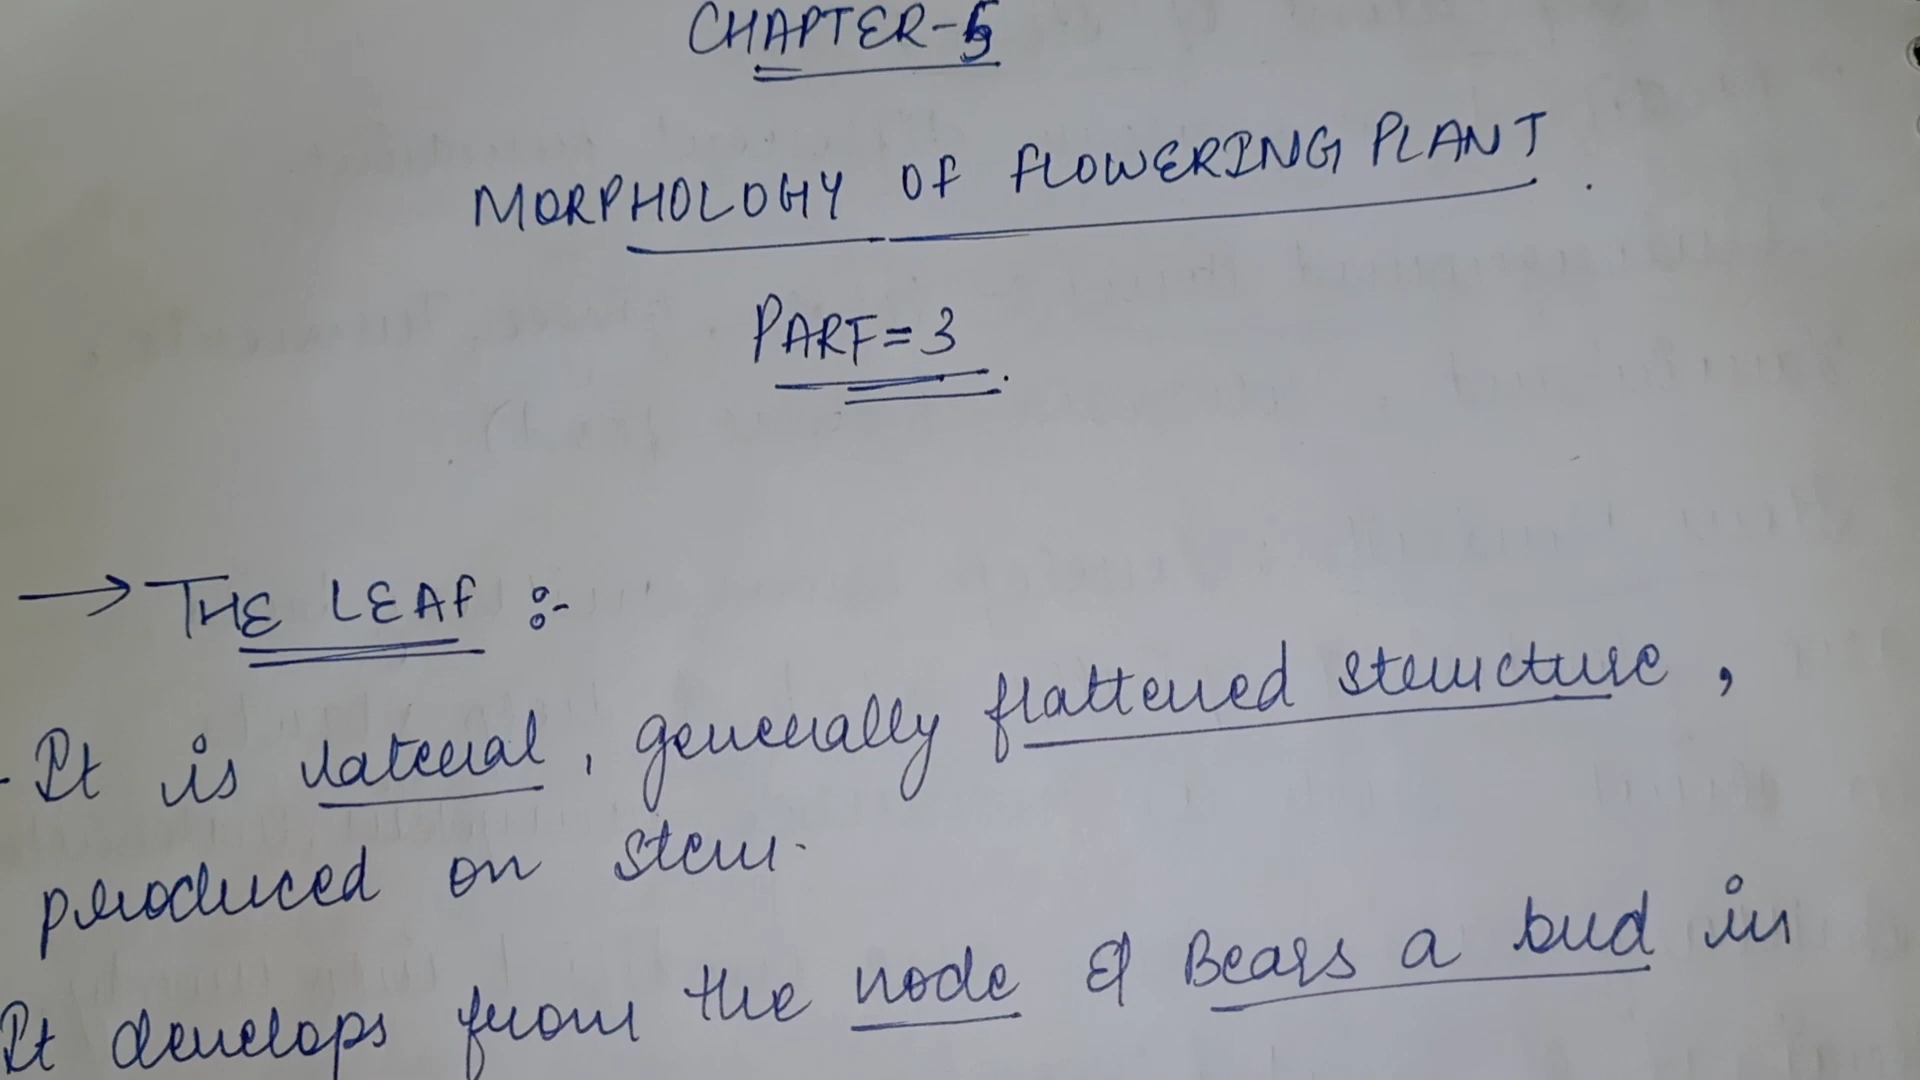 CHAPTER-5
MORPHOLOGY OF FLOWERING PLANT.
PART=3.
→ THE LEAF :-
- It is lateral, generally flattened structure,
produced on stem.
It develops from the node & Bears a bud in